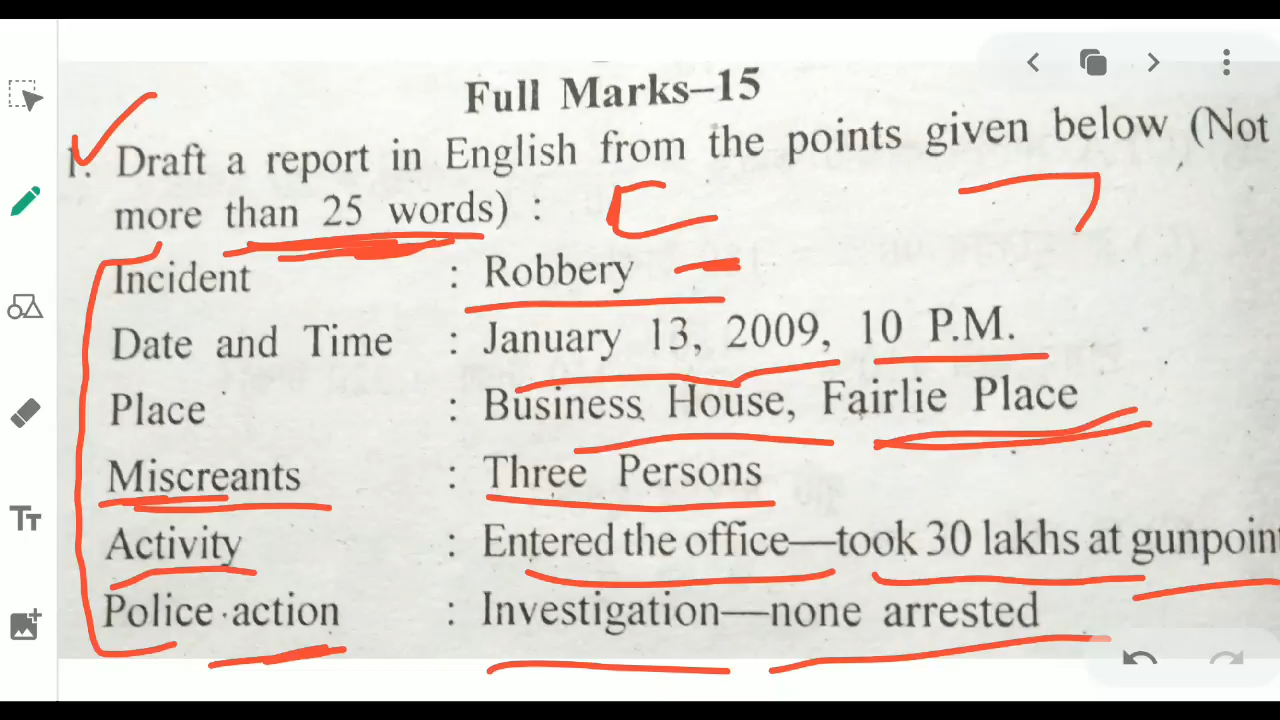 Full Marks–15
1. Draft a report in English from the points given below (Not
more than 25 words) :
Incident : Robbery
Date and Time : January 13, 2009, 10 P.M.
Place : Business House, Fairlie Place
Miscreants : Three Persons
Activity : Entered the office—took 30 lakhs at gunpoint
Police action : Investigation—none arrested